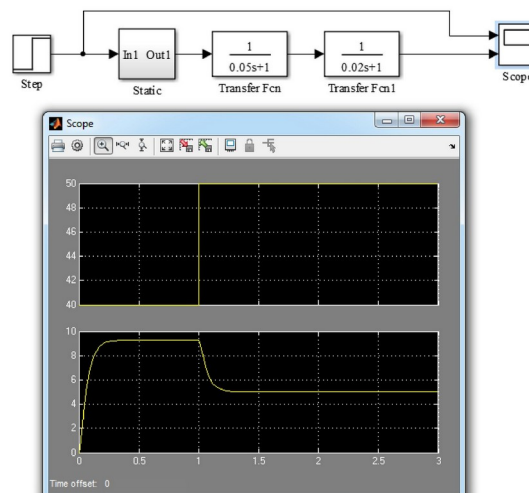 Step
In1 Out1
Static
1
0.05s+1
Transfer Fcn
1
0.02s+1
Transfer Fcn1
Scope
Scope
50
48
46
44
42
40
10
8
6
4
2
0
0 0.5 1 1.5 2 2.5 3
Time offset: 0